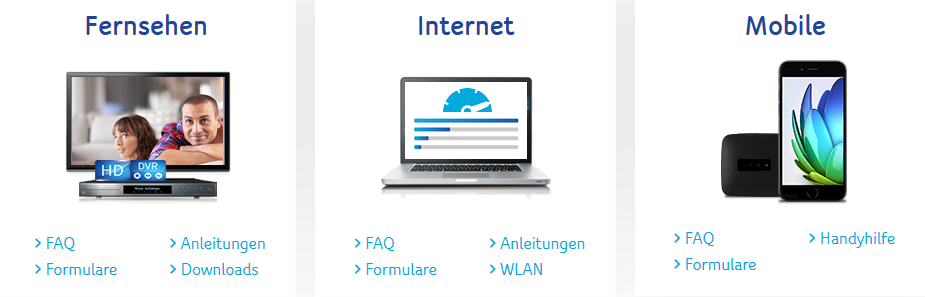 Fernsehen
HD DVR
FAQ
Anleitungen
Formulare
Downloads
Internet
FAQ
Anleitungen
Formulare
WLAN
Mobile
FAQ
Handyhilfe
Formulare